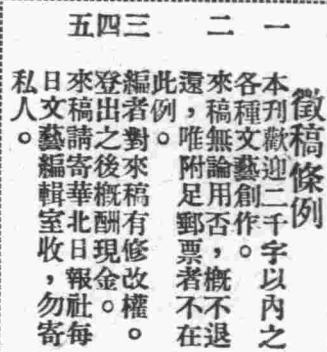 徵稿條例
一　本刊歡迎二千字以內之
各種文藝創作。
二　來稿無論用否，概不退
還，唯附足郵票者不在
此例。
三　編者對來稿有修改權。
四　登出之後概酬現金。
五　來稿請寄華北日報社每
日文藝編輯室收，勿寄
私人。